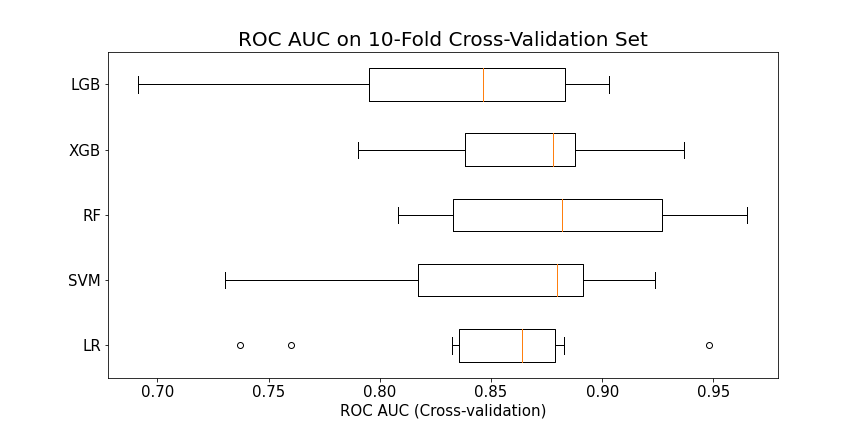 ROC AUC on 10-Fold Cross-Validation Set
LGB
XGB
RF
SVM
LR
0.70 0.75 0.80 0.85 0.90 0.95
ROC AUC (Cross-validation)